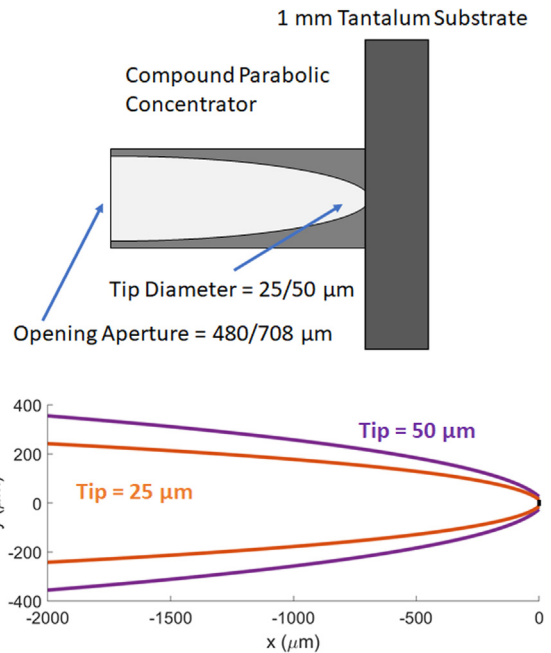 1 mm Tantalum Substrate
Compound Parabolic
Concentrator
Tip Diameter = 25/50 µm
Opening Aperture = 480/708 µm
400
200
0
-200
-400
Tip = 50 µm
Tip = 25 µm
-2000 -1500 -1000 -500 0
x (µm)